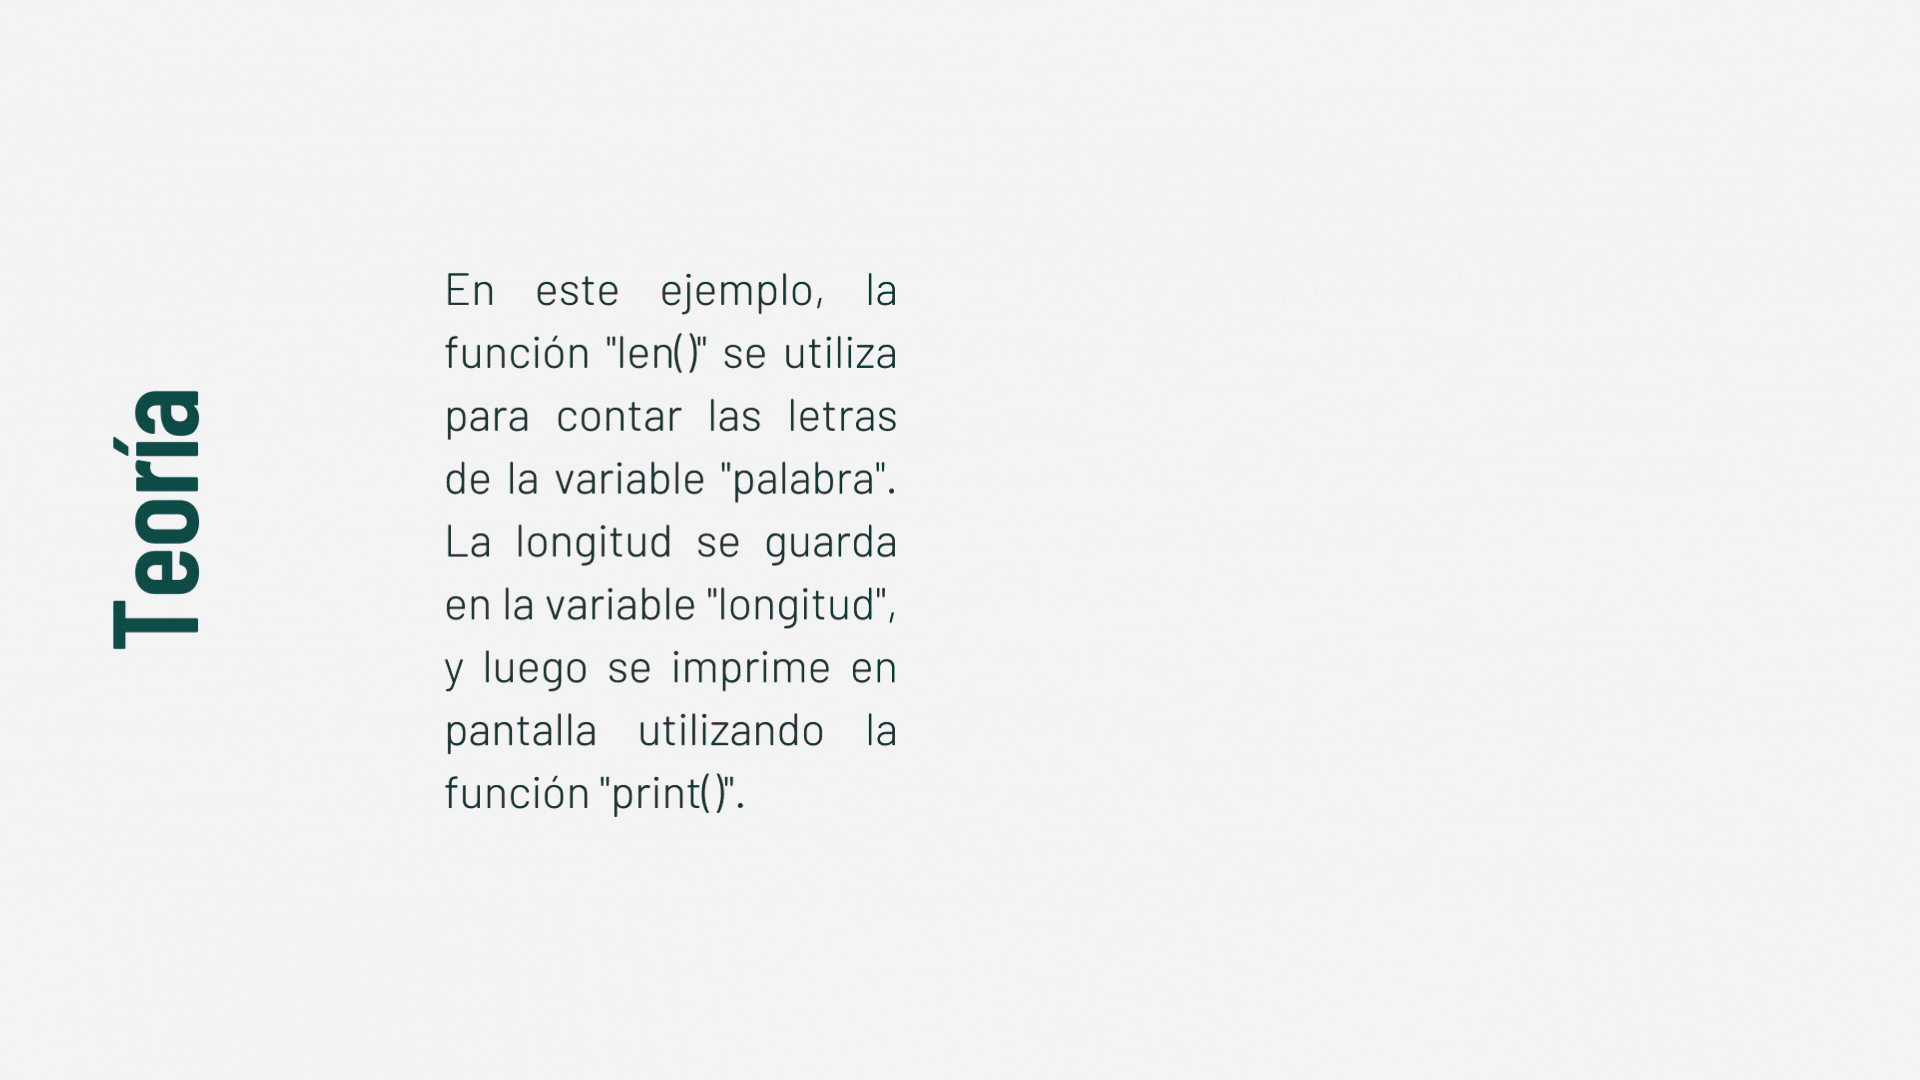 Teoría
En este ejemplo, la
función "len()" se utiliza
para contar las letras
de la variable "palabra".
La longitud se guarda
en la variable "longitud",
y luego se imprime en
pantalla utilizando la
función "print()".